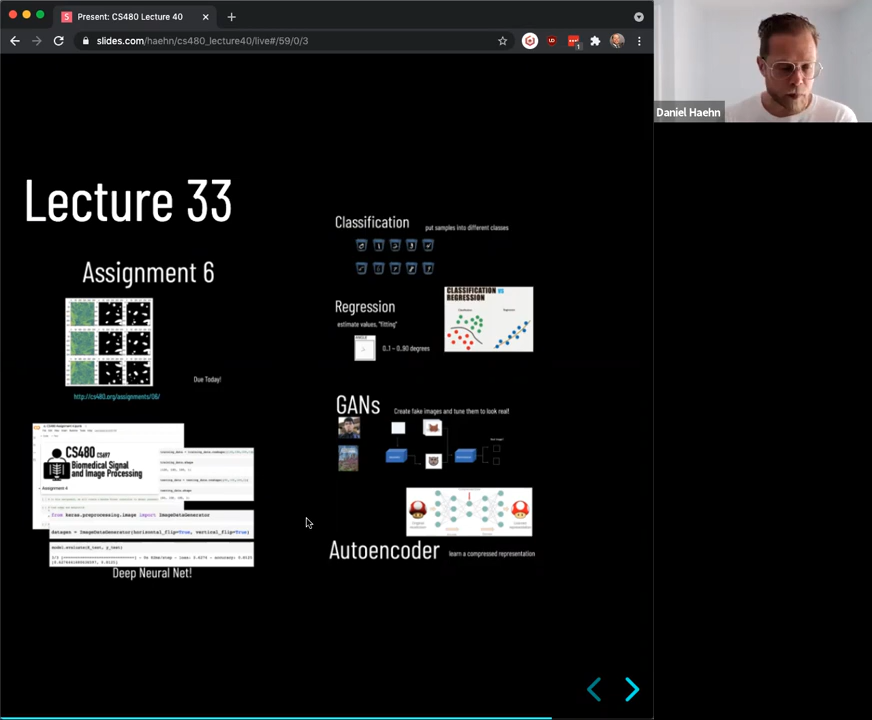 Present: CS480 Lecture 40
slides.com/haehn/cs480_lecture40/live#/59/0/3
Daniel Haehn
Lecture 33
Assignment 6
Due Today!
http://cs480.org/assignments/06/
CS480 CS697
Biomedical Signal
and Image Processing
Assignment 4
from keras.preprocessing.image import ImageDataGenerator
datagen = ImageDataGenerator(horizontal_flip=True, vertical_flip=True)
model.evaluate(X_test, y_test)
Deep Neural Net!
Classification
put samples into different classes
Regression
estimate values, "fitting"
0..1 – 0..90 degrees
CLASSIFICATION VS
REGRESSION
GANs
Create fake images and tune them to look real!
Autoencoder
learn a compressed representation